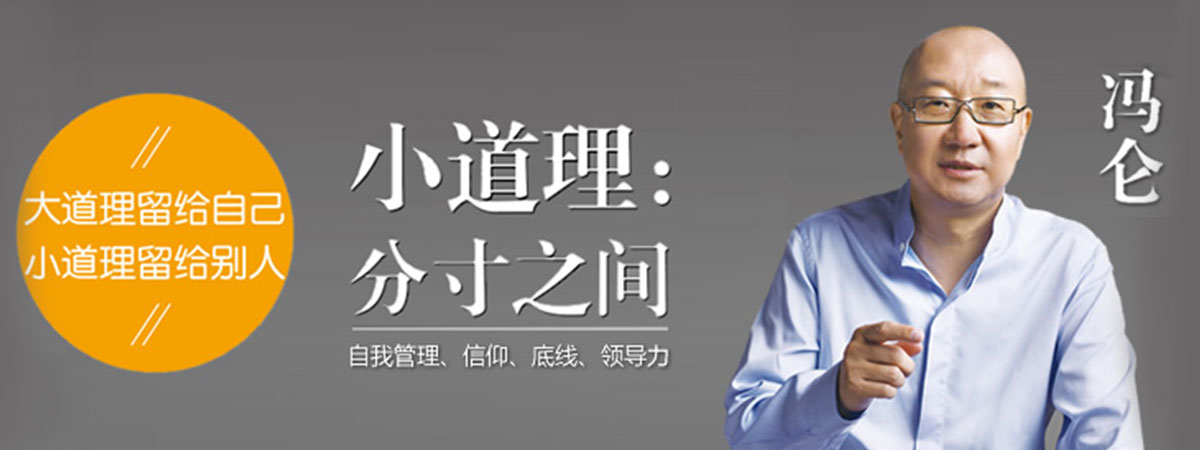 大道理留给自己
小道理留给别人
小道理：
分寸之间
自我管理、信仰、底线、领导力
冯仑